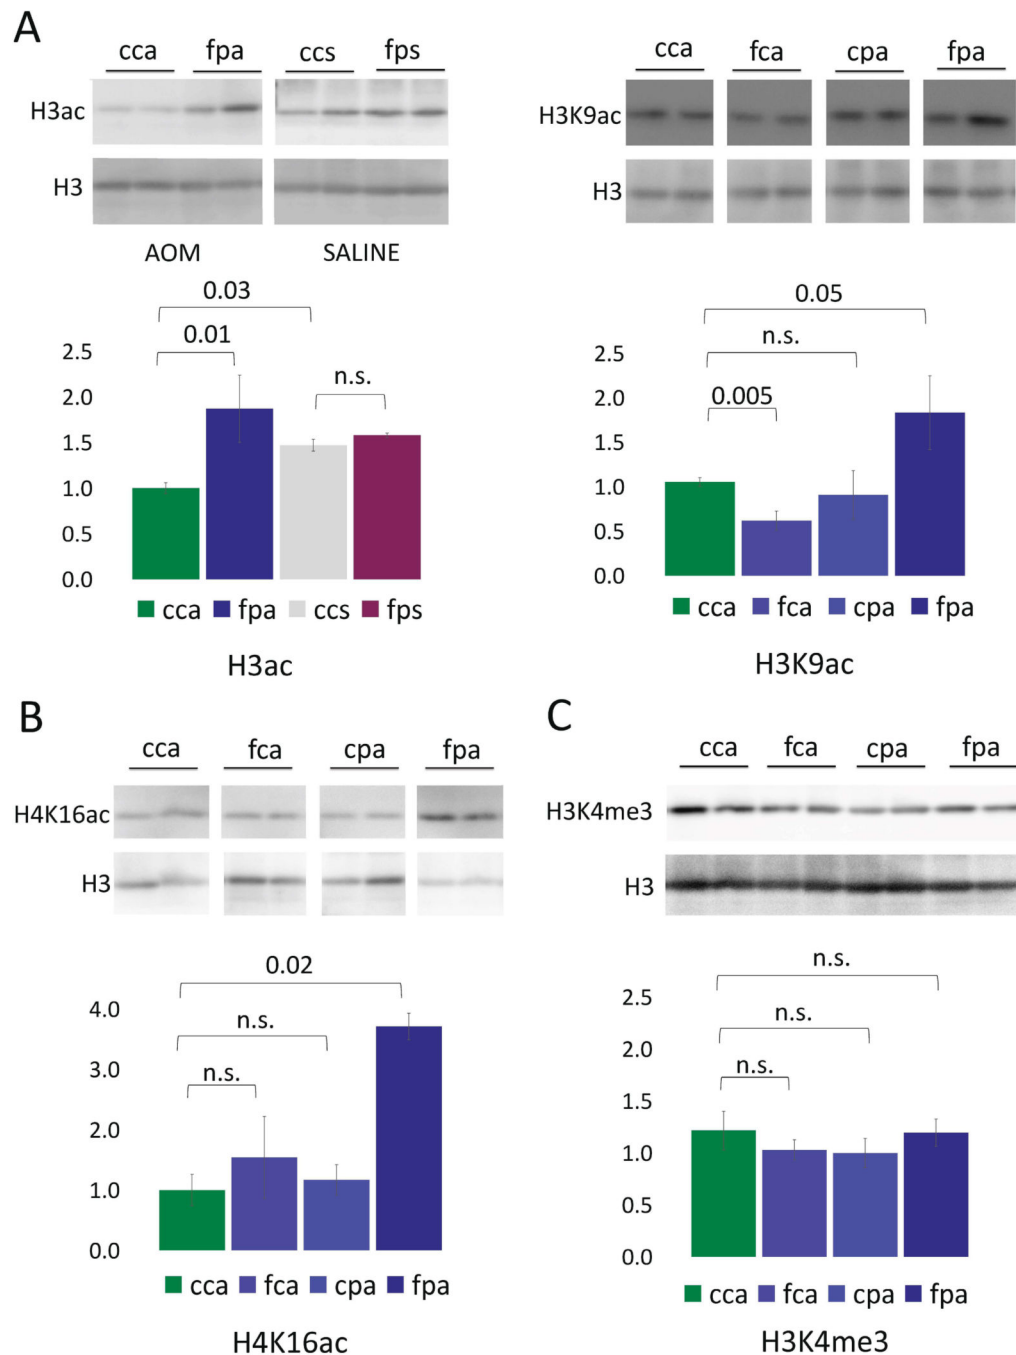 A
cca fpa ccs fps
H3ac
H3
AOM SALINE
0.03
0.01
n.s.
2.5
2.0
1.5
1.0
0.5
0.0
cca fpa ccs fps
H3ac
cca fca cpa fpa
H3K9ac
H3
0.05
n.s.
0.005
2.5
2.0
1.5
1.0
0.5
0.0
cca fca cpa fpa
H3K9ac
B
cca fca cpa fpa
H4K16ac
H3
0.02
n.s.
n.s.
4.0
3.0
2.0
1.0
0.0
cca fca cpa fpa
H4K16ac
C
cca fca cpa fpa
H3K4me3
H3
n.s.
n.s.
n.s.
2.5
2.0
1.5
1.0
0.5
0.0
cca fca cpa fpa
H3K4me3